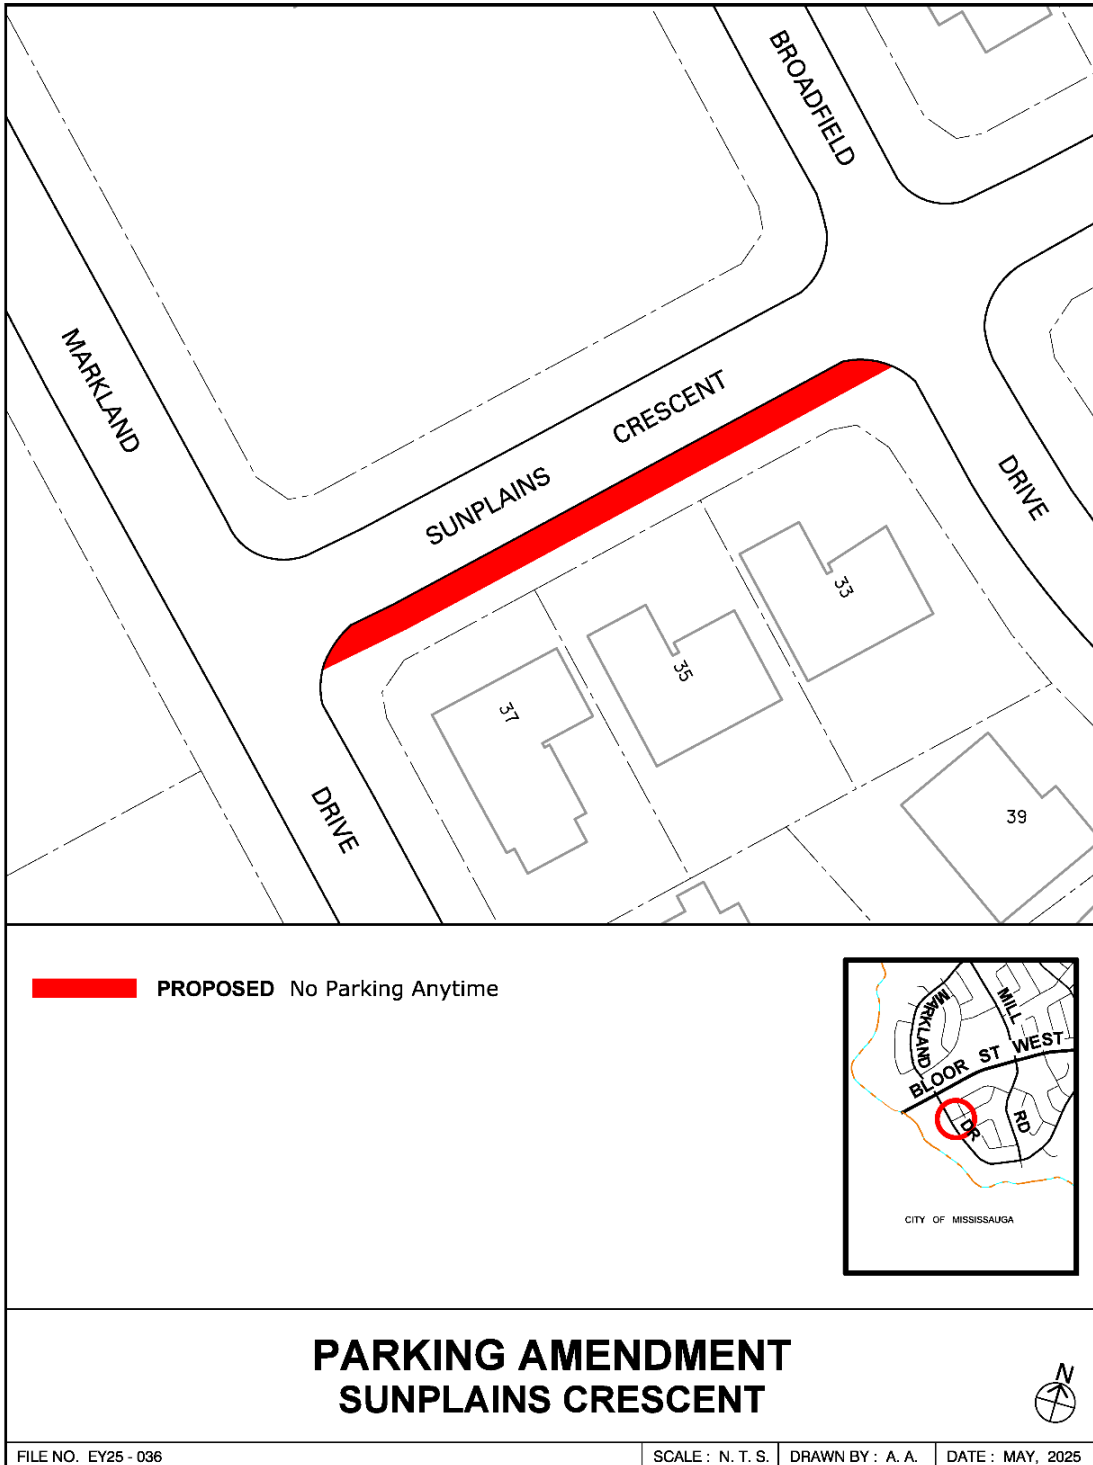 BROADFIELD
MARKLAND
SUNPLAINS CRESCENT
DRIVE
33
35
37
DRIVE
39
PROPOSED No Parking Anytime
MARKLAND
MILL
BLOOR ST WEST
DR
RD
CITY OF MISSISSAUGA
PARKING AMENDMENT
SUNPLAINS CRESCENT
N
FILE NO. EY25 - 036
SCALE : N. T. S.
DRAWN BY : A. A.
DATE : MAY, 2025